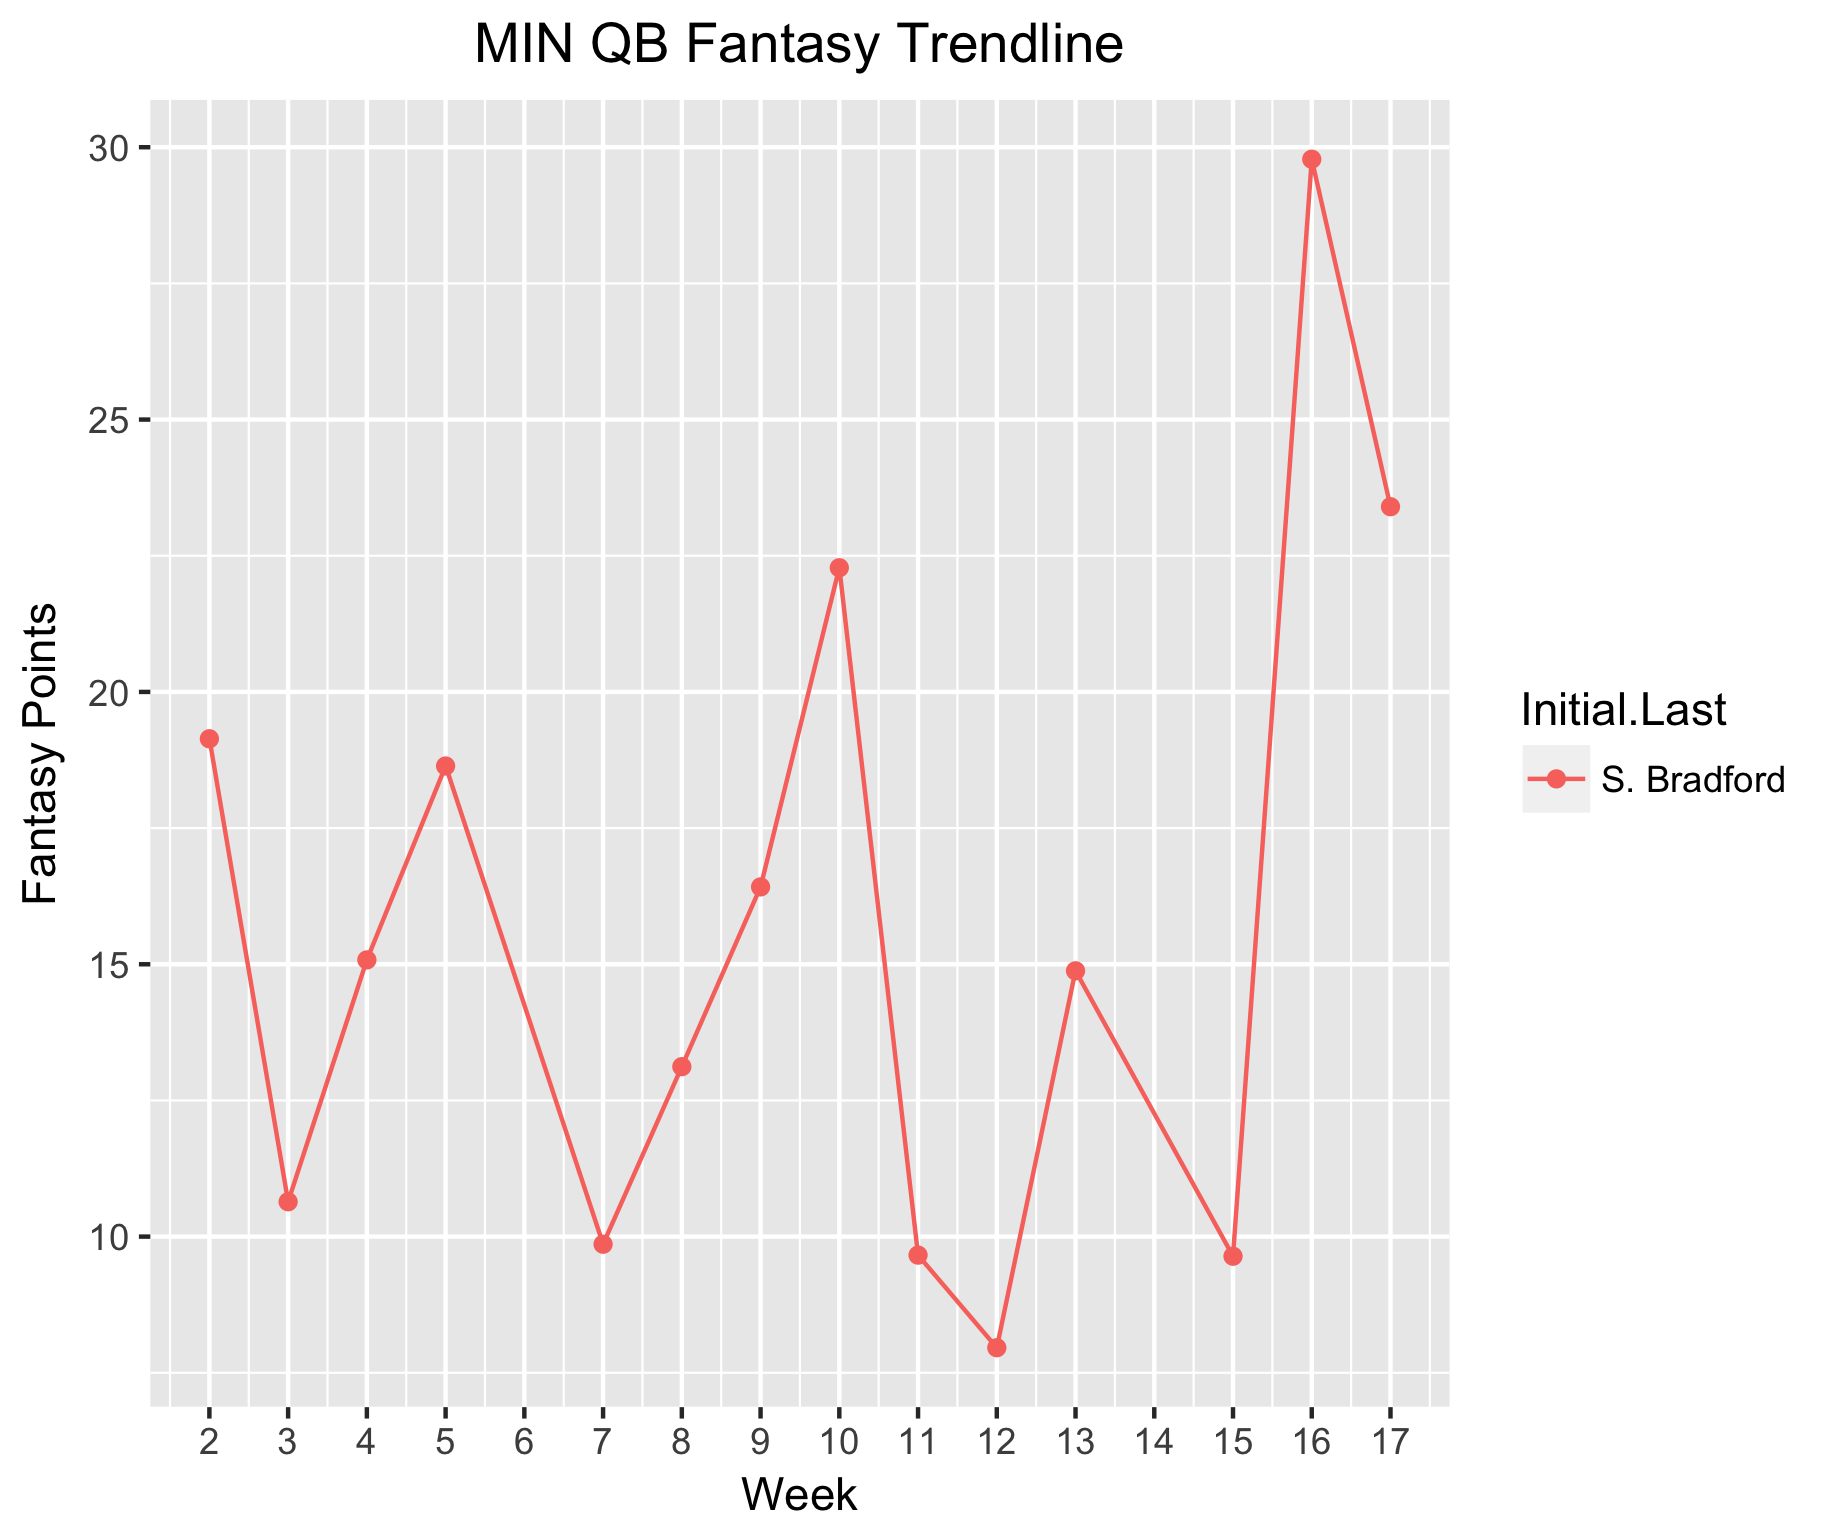 MIN QB Fantasy Trendline
Fantasy Points
30
25
20
15
10
2 3 4 5 6 7 8 9 10 11 12 13 14 15 16 17
Week
Initial.Last
S. Bradford